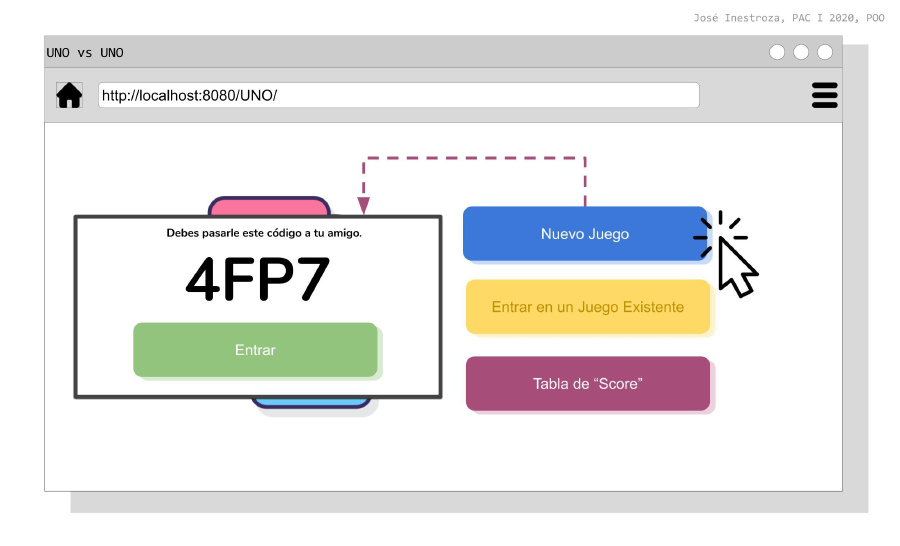 José Inestroza, PAC I 2020, POO
UNO vs UNO
http://localhost:8080/UNO/
Debes pasarle este código a tu amigo.
4FP7
Entrar
Nuevo Juego
Entrar en un Juego Existente
Tabla de “Score”